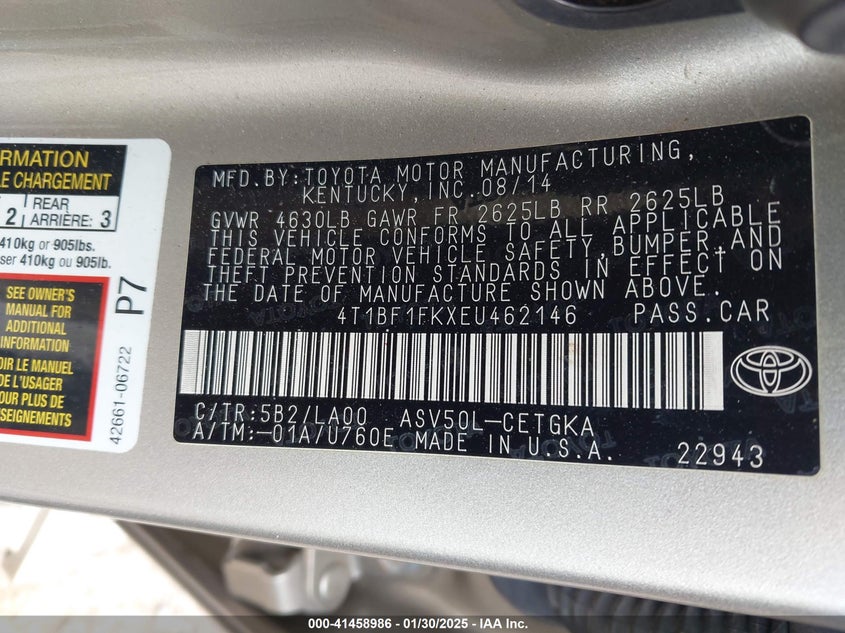 ORMATION
LE CHARGEMENT
2 REAR ARRIÈRE: 3
410kg or 905lbs.
ser 410kg ou 905lb.
SEE OWNER'S
MANUAL FOR
ADDITIONAL
INFORMATION
OIR LE MANUEL
DE L'USAGER
POUR PLUS DE
NSEIGNEMENTS
P7
42661-06722
MFD.BY:TOYOTA MOTOR MANUFACTURING,
KENTUCKY,INC.08/14
GVWR 4630LB GAWR FR 2625LB RR 2625LB
THIS VEHICLE CONFORMS TO ALL APPLICABLE
FEDERAL MOTOR VEHICLE SAFETY,BUMPER,AND
THEFT PREVENTION STANDARDS IN EFFECT ON
THE DATE OF MANUFACTURE SHOWN ABOVE.
4T1BF1FKXEU462146 PASS.CAR
C/TR:5B2/LA00 ASV50L-CETGKA
A/TM:-01A/U760E MADE IN U.S.A.
22943
000-41458986 - 01/30/2025 - IAA Inc.